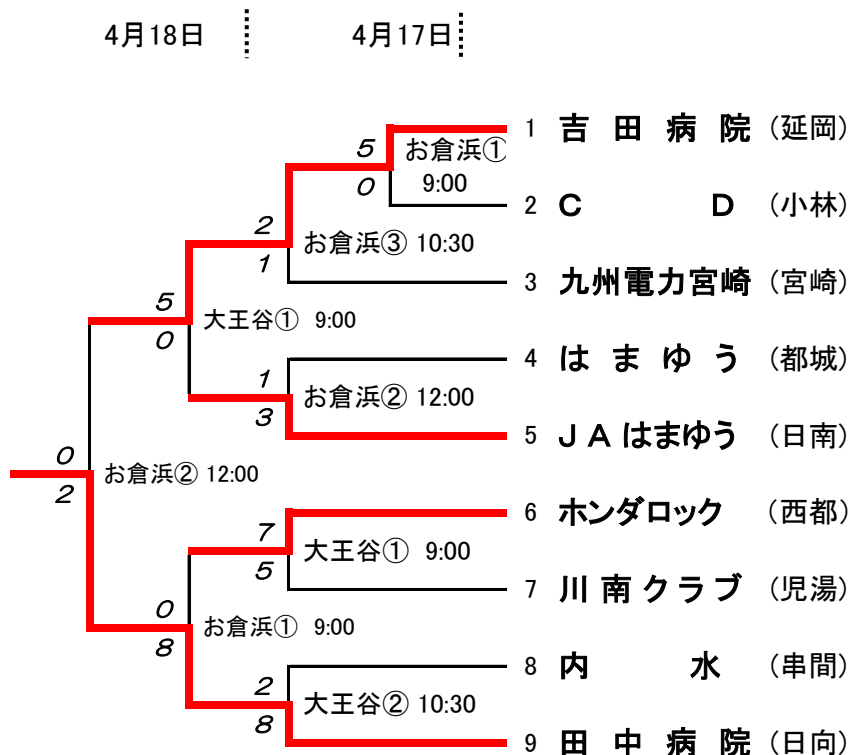 4月18日 4月17日
1 吉田病院 (延岡)
5 お倉浜①
0 9:00
2 C D (小林)
2 お倉浜③ 10:30
1
3 九州電力宮崎 (宮崎)
5 大王谷① 9:00
0
4 はまゆう (都城)
1 お倉浜② 12:00
3
5 JAはまゆう (日南)
0 お倉浜② 12:00
2
6 ホンダロック (西都)
7 大王谷① 9:00
5
7 川南クラブ (児湯)
0 お倉浜① 9:00
8
8 内水 (串間)
2 大王谷② 10:30
8
9 田中病院 (日向)